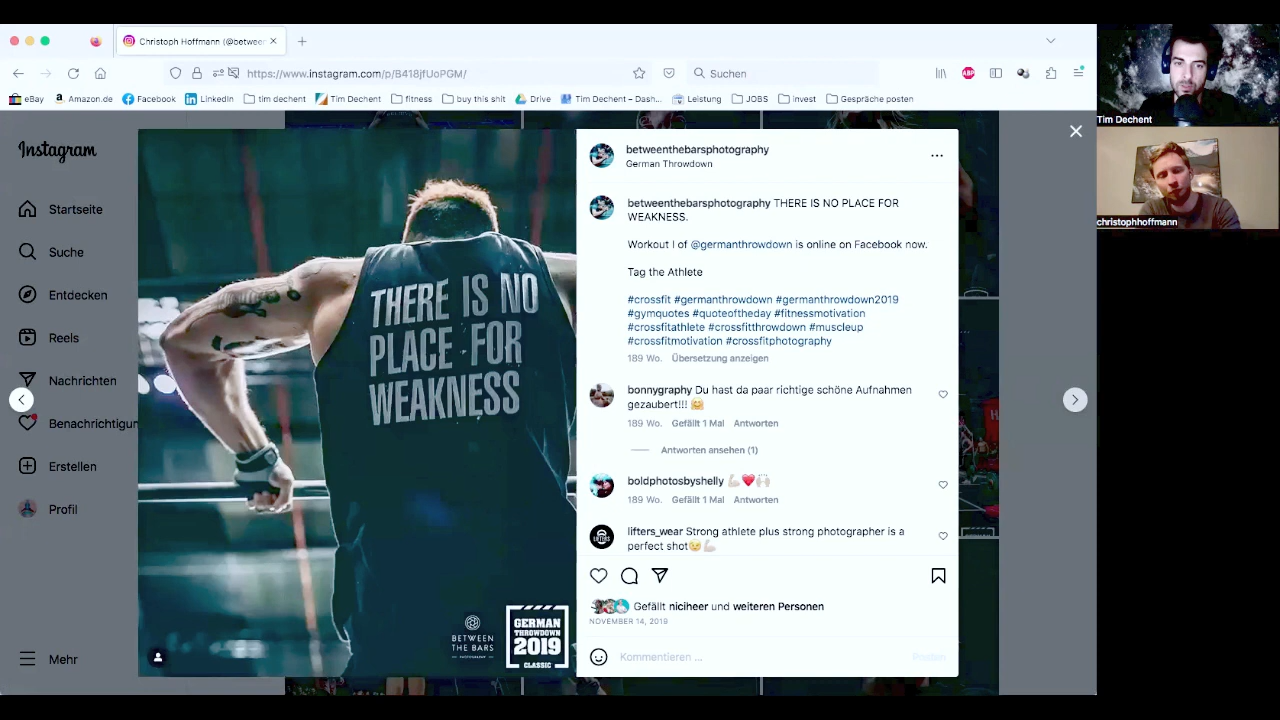 Christoph Hoffmann (@betweer
https://www.instagram.com/p/B418jfUoPGM/
Suchen
eBay
Amazon.de
Facebook
LinkedIn
tim dechent
Tim Dechent
fitness
buy this shit
Drive
Tim Dechent – Dash...
Leistung
JOBS
Invest
Gespräche posten
ABP
Tim Dechent
christophhoffmann
Instagram
Startseite
Suche
Entdecken
Reels
Nachrichten
Benachrichtigun
Erstellen
Profil
Mehr
THERE IS NO
PLACE FOR
WEAKNESS
BETWEEN
THE BARS
PHOTOGRAPHY
GERMAN
THROWDOWN
2019
CLASSIC
betweenthebarsphotography
German Throwdown
betweenthebarsphotography THERE IS NO PLACE FOR
WEAKNESS.
Workout I of @germanthrowdown is online on Facebook now.
Tag the Athlete
#crossfit #germanthrowdown #germanthrowdown2019
#gymquotes #quoteoftheday #fitnessmotivation
#crossfitathlete #crossfitthrowdown #muscleup
#crossfitmotivation #crossfitphotography
189 Wo. Übersetzung anzeigen
bonnygraphy Du hast da paar richtige schöne Aufnahmen
gezaubert!!! 🤗
189 Wo. Gefällt 1 Mal Antworten
Antworten ansehen (1)
boldphotosbyshelly 💪🏻❤️🙌🏻
189 Wo. Gefällt 1 Mal Antworten
LIFTERS
lifters_wear Strong athlete plus strong photographer is a
perfect shot😉💪🏻
Gefällt niciheer und weiteren Personen
NOVEMBER 14, 2019
Kommentieren ...
Posten